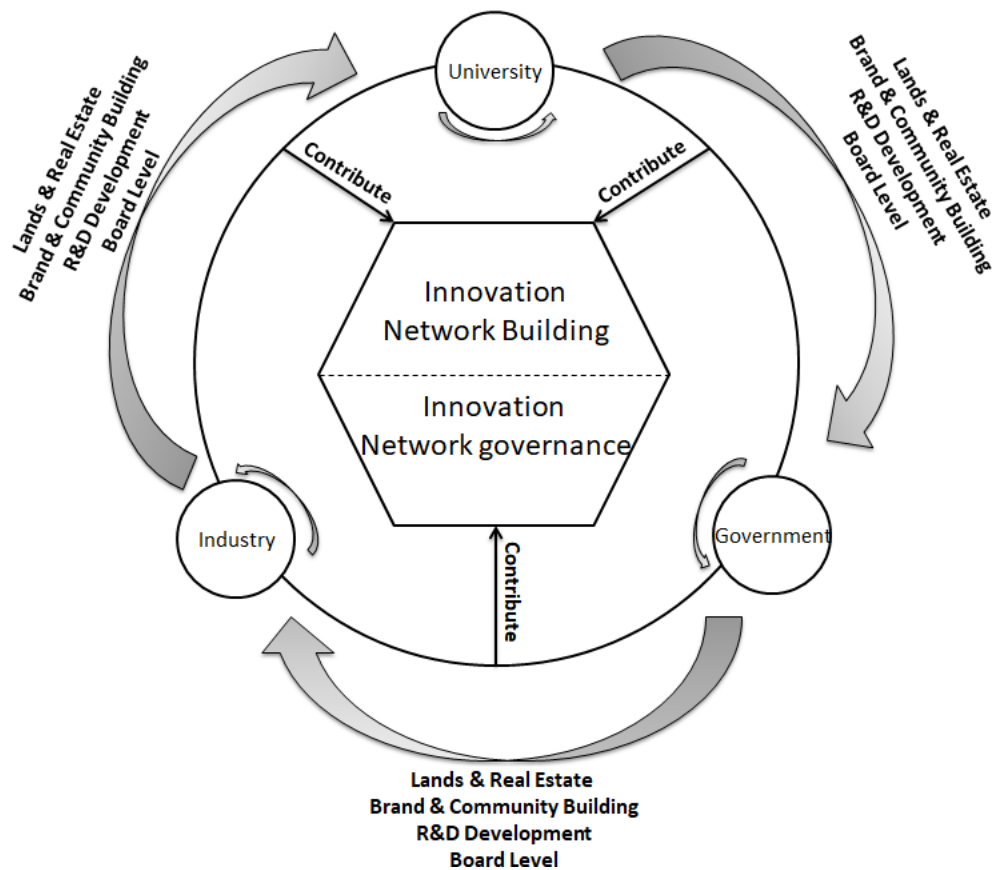 University
Lands & Real Estate
Brand & Community Building
R&D Development
Board Level
Lands & Real Estate
Brand & Community Building
R&D Development
Board Level
Contribute
Contribute
Innovation
Network Building
Innovation
Network governance
Industry
Government
Contribute
Lands & Real Estate
Brand & Community Building
R&D Development
Board Level